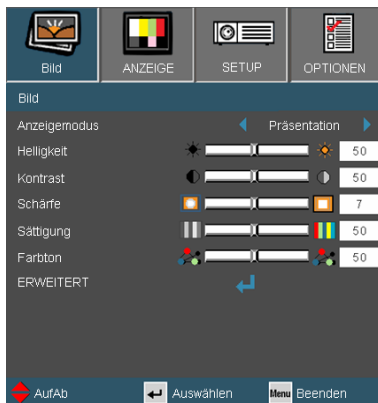 Bild ANZEIGE SETUP OPTIONEN
Bild
Anzeigemodus Präsentation
Helligkeit 50
Kontrast 50
Schärfe 7
Sättigung 50
Farbton 50
ERWEITERT
AufAb Auswählen Menu Beenden